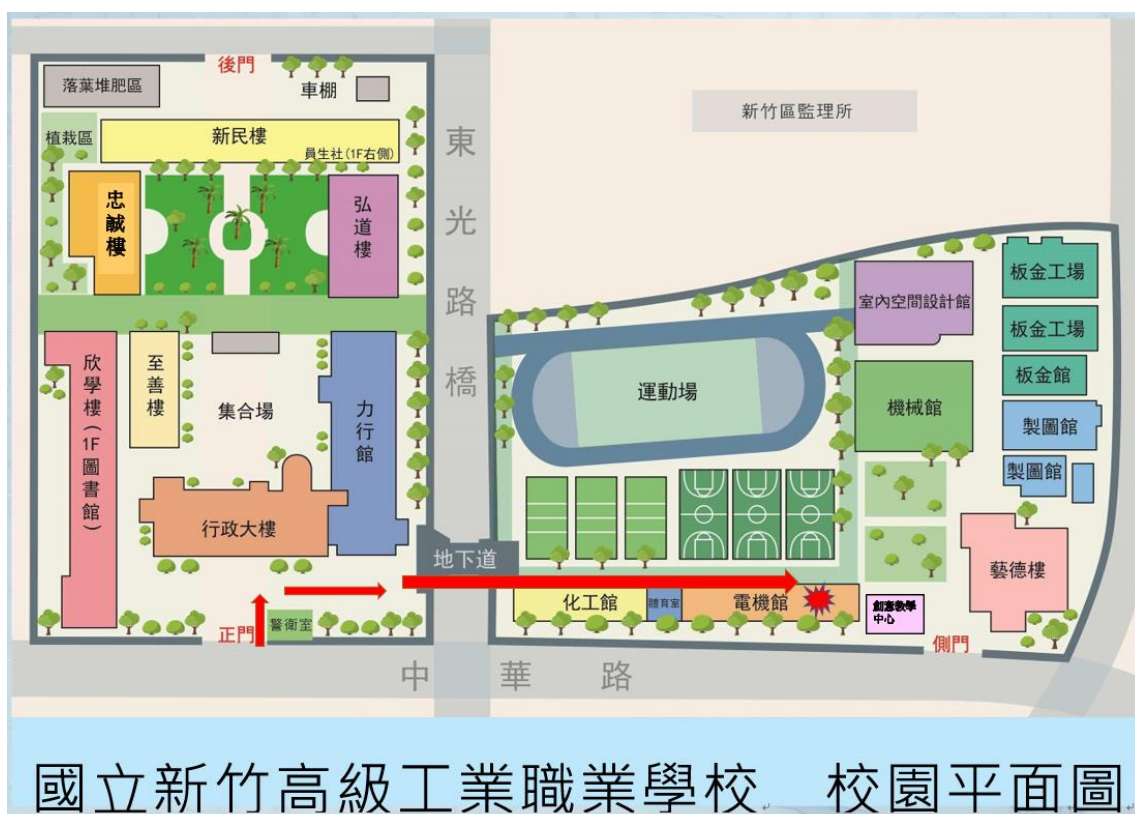 後門
落葉堆肥區
車棚
新竹區監理所
植栽區
新民樓
員生社(1F右側)
東光路橋
忠誠樓
弘道樓
室內空間設計館
板金工場
板金工場
板金館
欣學樓(1F圖書館)
至善樓
集合場
力行館
運動場
機械館
製圖館
製圖館
行政大樓
地下道
藝德樓
化工館
體育室
電機館
創意教學
中心
正門
警衛室
側門
中華路
國立新竹高級工業職業學校 校園平面圖